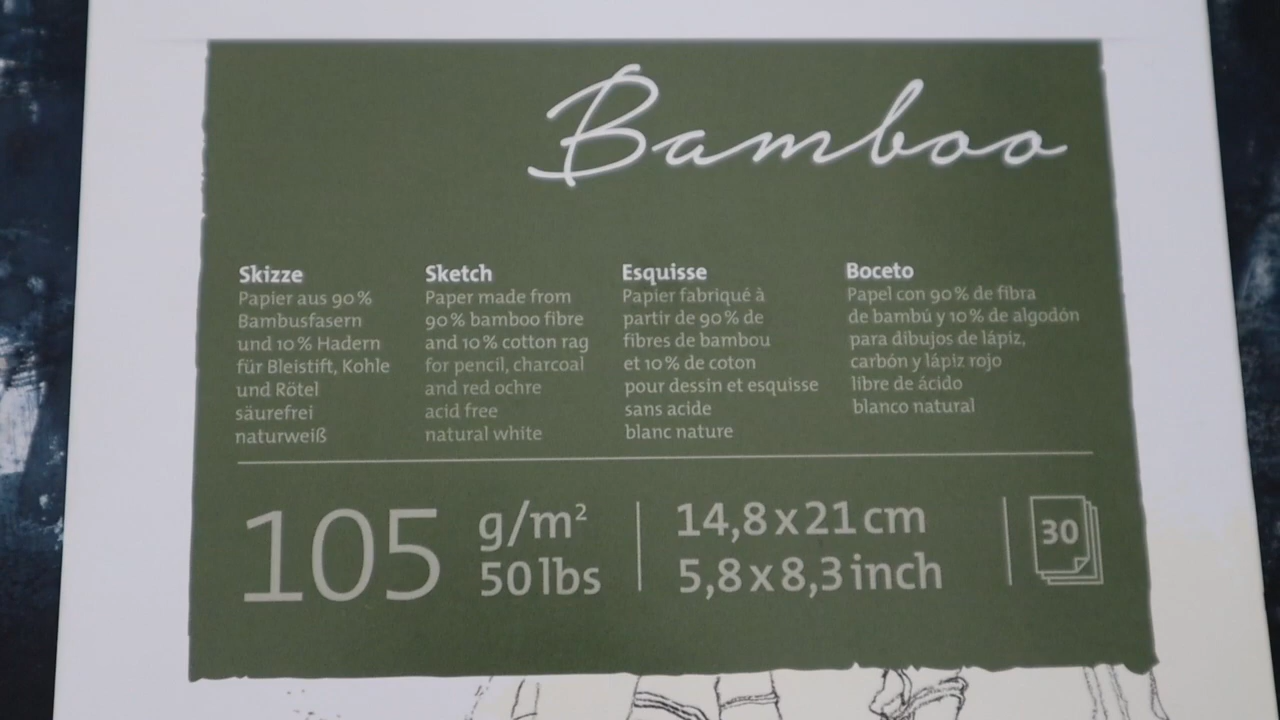 Bamboo
Skizze
Papier aus 90%
Bambusfasern
und 10% Hadern
für Bleistift, Kohle
und Rötel
säurefrei
naturweiß
Sketch
Paper made from
90% bamboo fibre
and 10% cotton rag
for pencil, charcoal
and red ochre
acid free
natural white
Esquisse
Papier fabriqué à
partir de 90% de
fibres de bambou
et 10% de coton
pour dessin et esquisse
sans acide
blanc nature
Boceto
Papel con 90% de fibra
de bambú y 10% de algodón
para dibujos de lápiz,
carbón y lápiz rojo
libre de ácido
blanco natural
105 g/m²
50 lbs
14,8 x 21 cm
5,8 x 8,3 inch
30